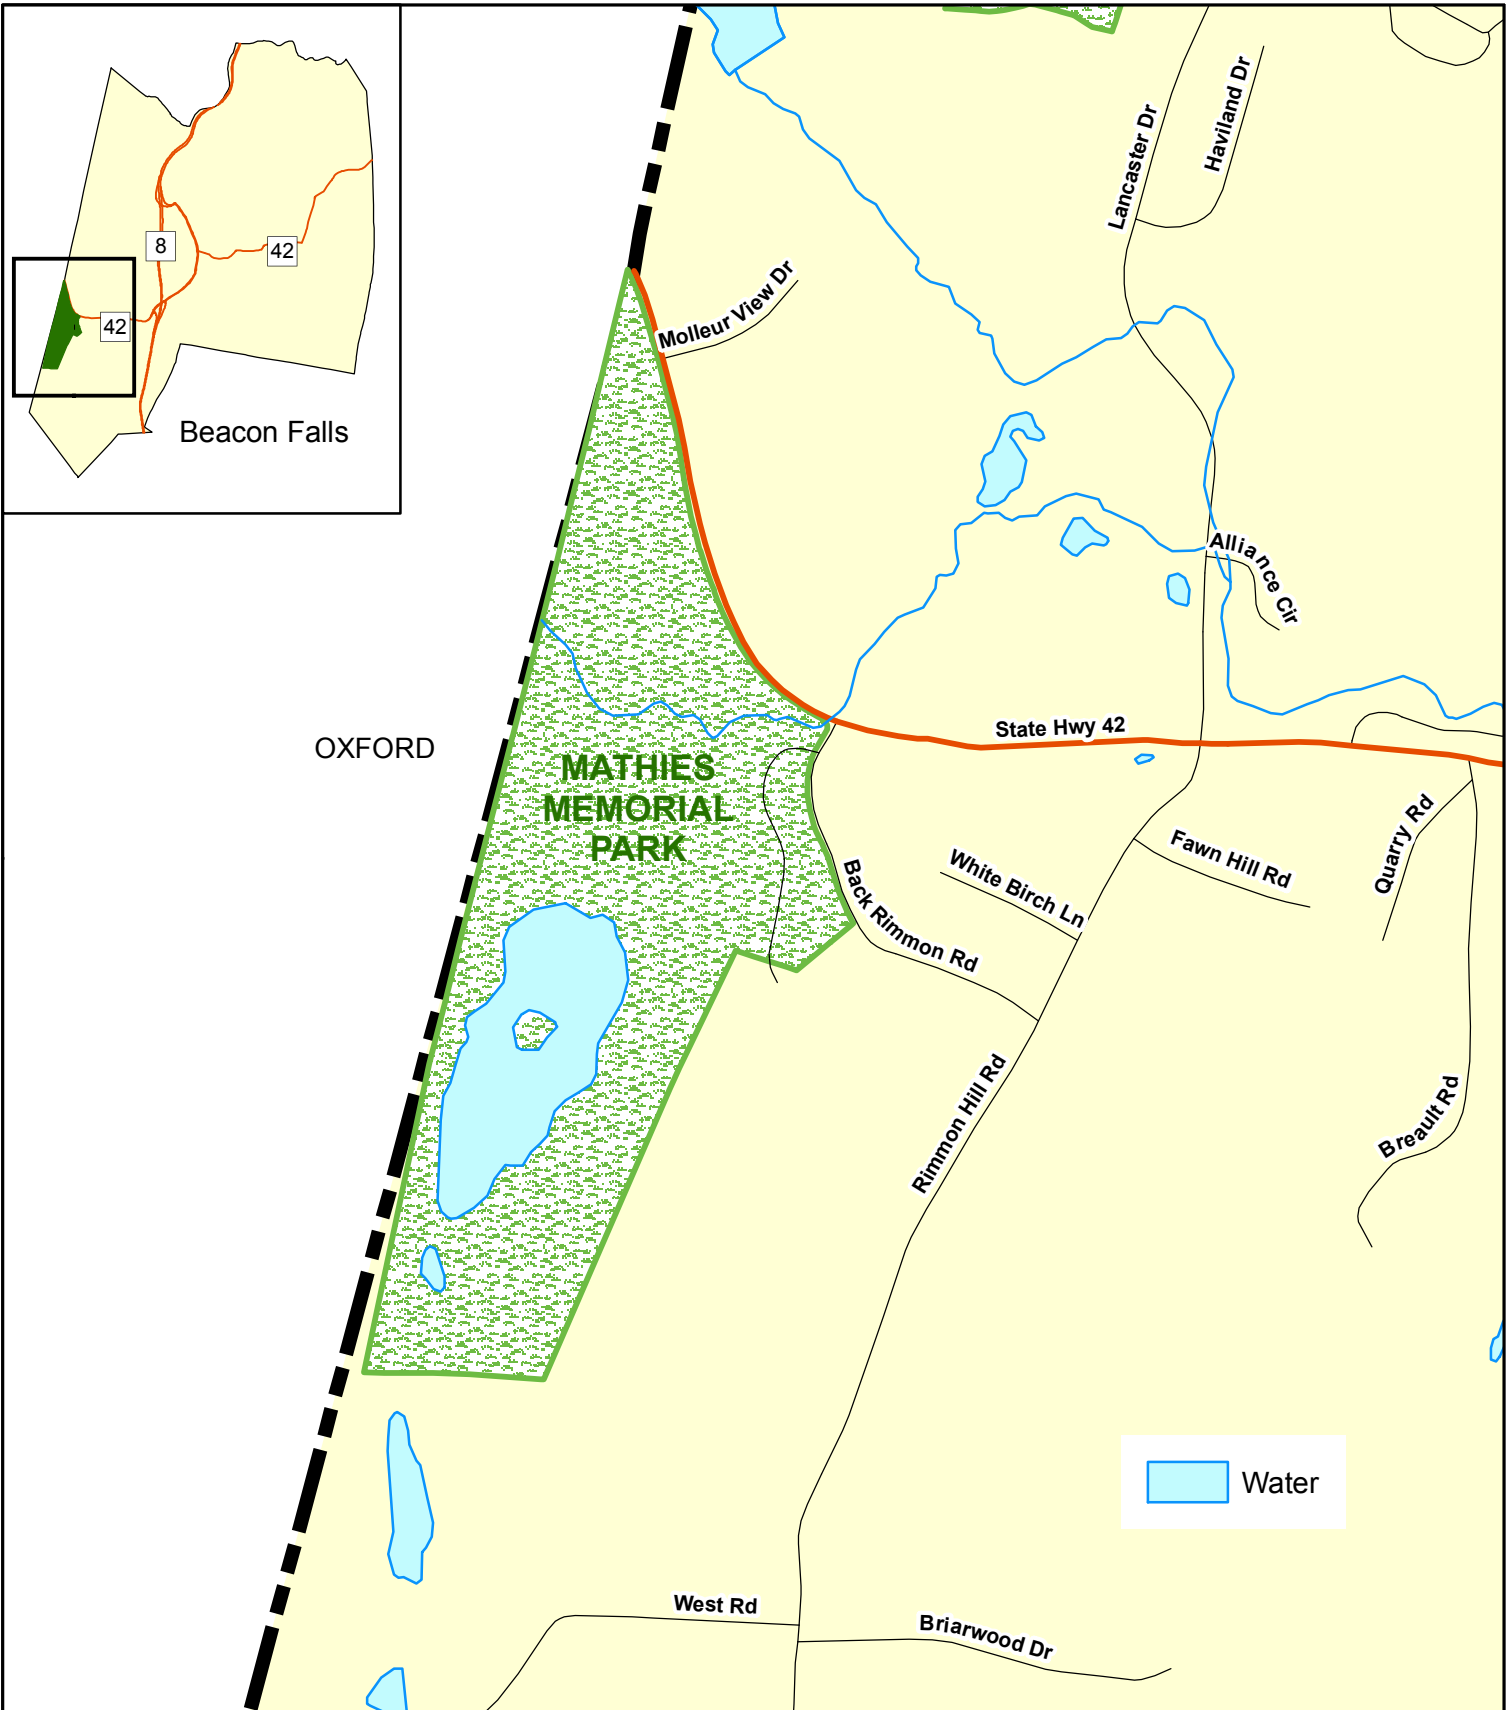 8
42
42
Beacon Falls
Lancaster Dr
Haviland Dr
Molleur View Dr
Alliance Cir
OXFORD
State Hwy 42
MATHIES
MEMORIAL
PARK
Back Rimmon Rd
White Birch Ln
Fawn Hill Rd
Quarry Rd
Rimmon Hill Rd
Breault Rd
Water
West Rd
Briarwood Dr